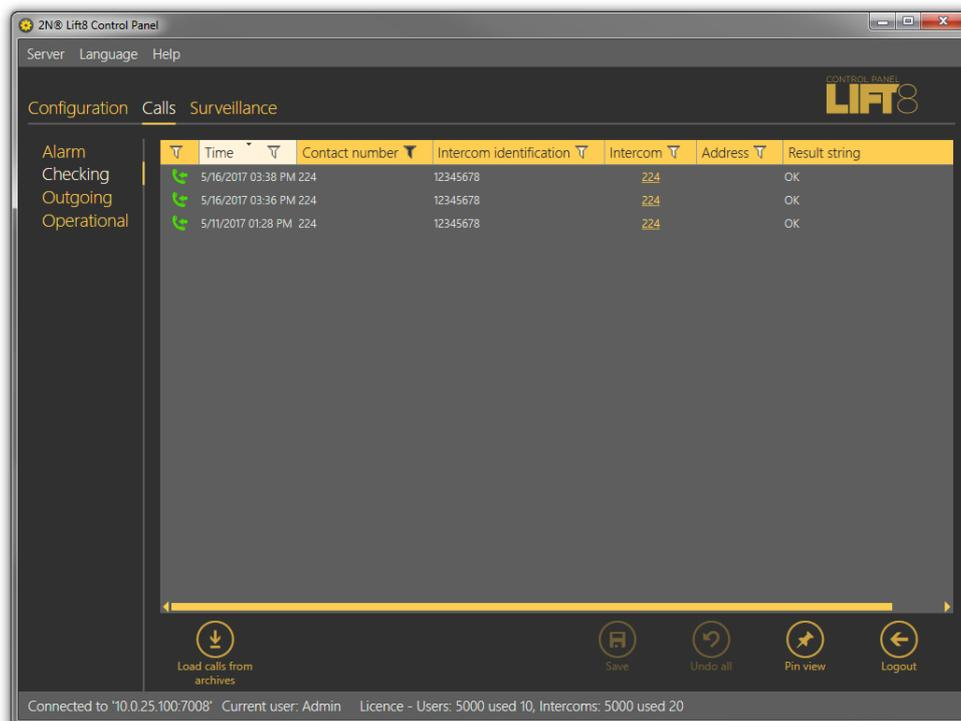 2N® Lift8 Control Panel
Server Language Help
CONTROL PANEL
LIFT8
Configuration Calls Surveillance
Alarm
Checking
Outgoing
Operational
Time Contact number Intercom identification Intercom Address Result string
5/16/2017 03:38 PM 224 12345678 224 OK
5/16/2017 03:36 PM 224 12345678 224 OK
5/11/2017 01:28 PM 224 12345678 224 OK
Load calls from
archives
Save
Undo all
Pin view
Logout
Connected to '10.0.25.100:7008' Current user: Admin Licence - Users: 5000 used 10, Intercoms: 5000 used 20